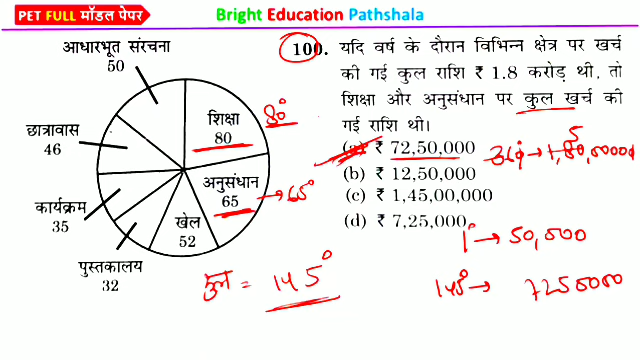 PET FULL मॉडल पेपर
Bright Education Pathshala
आधारभूत संरचना
50
छात्रावास
46
कार्यक्रम
35
पुस्तकालय
32
खेल
52
अनुसंधान
65
→ 65°
शिक्षा
80
80°
कुल = 145°
100. यदि वर्ष के दौरान विभिन्न क्षेत्र पर खर्च
की गई कुल राशि ₹ 1.8 करोड़ थी, तो
शिक्षा और अनुसंधान पर कुल खर्च की
गई राशि थी।
(a) ₹ 72,50,000
(b) ₹ 12,50,000
(c) ₹ 1,45,00,000
(d) ₹ 7,25,000
5
360° →
1° → 50,000
145° → 7250000